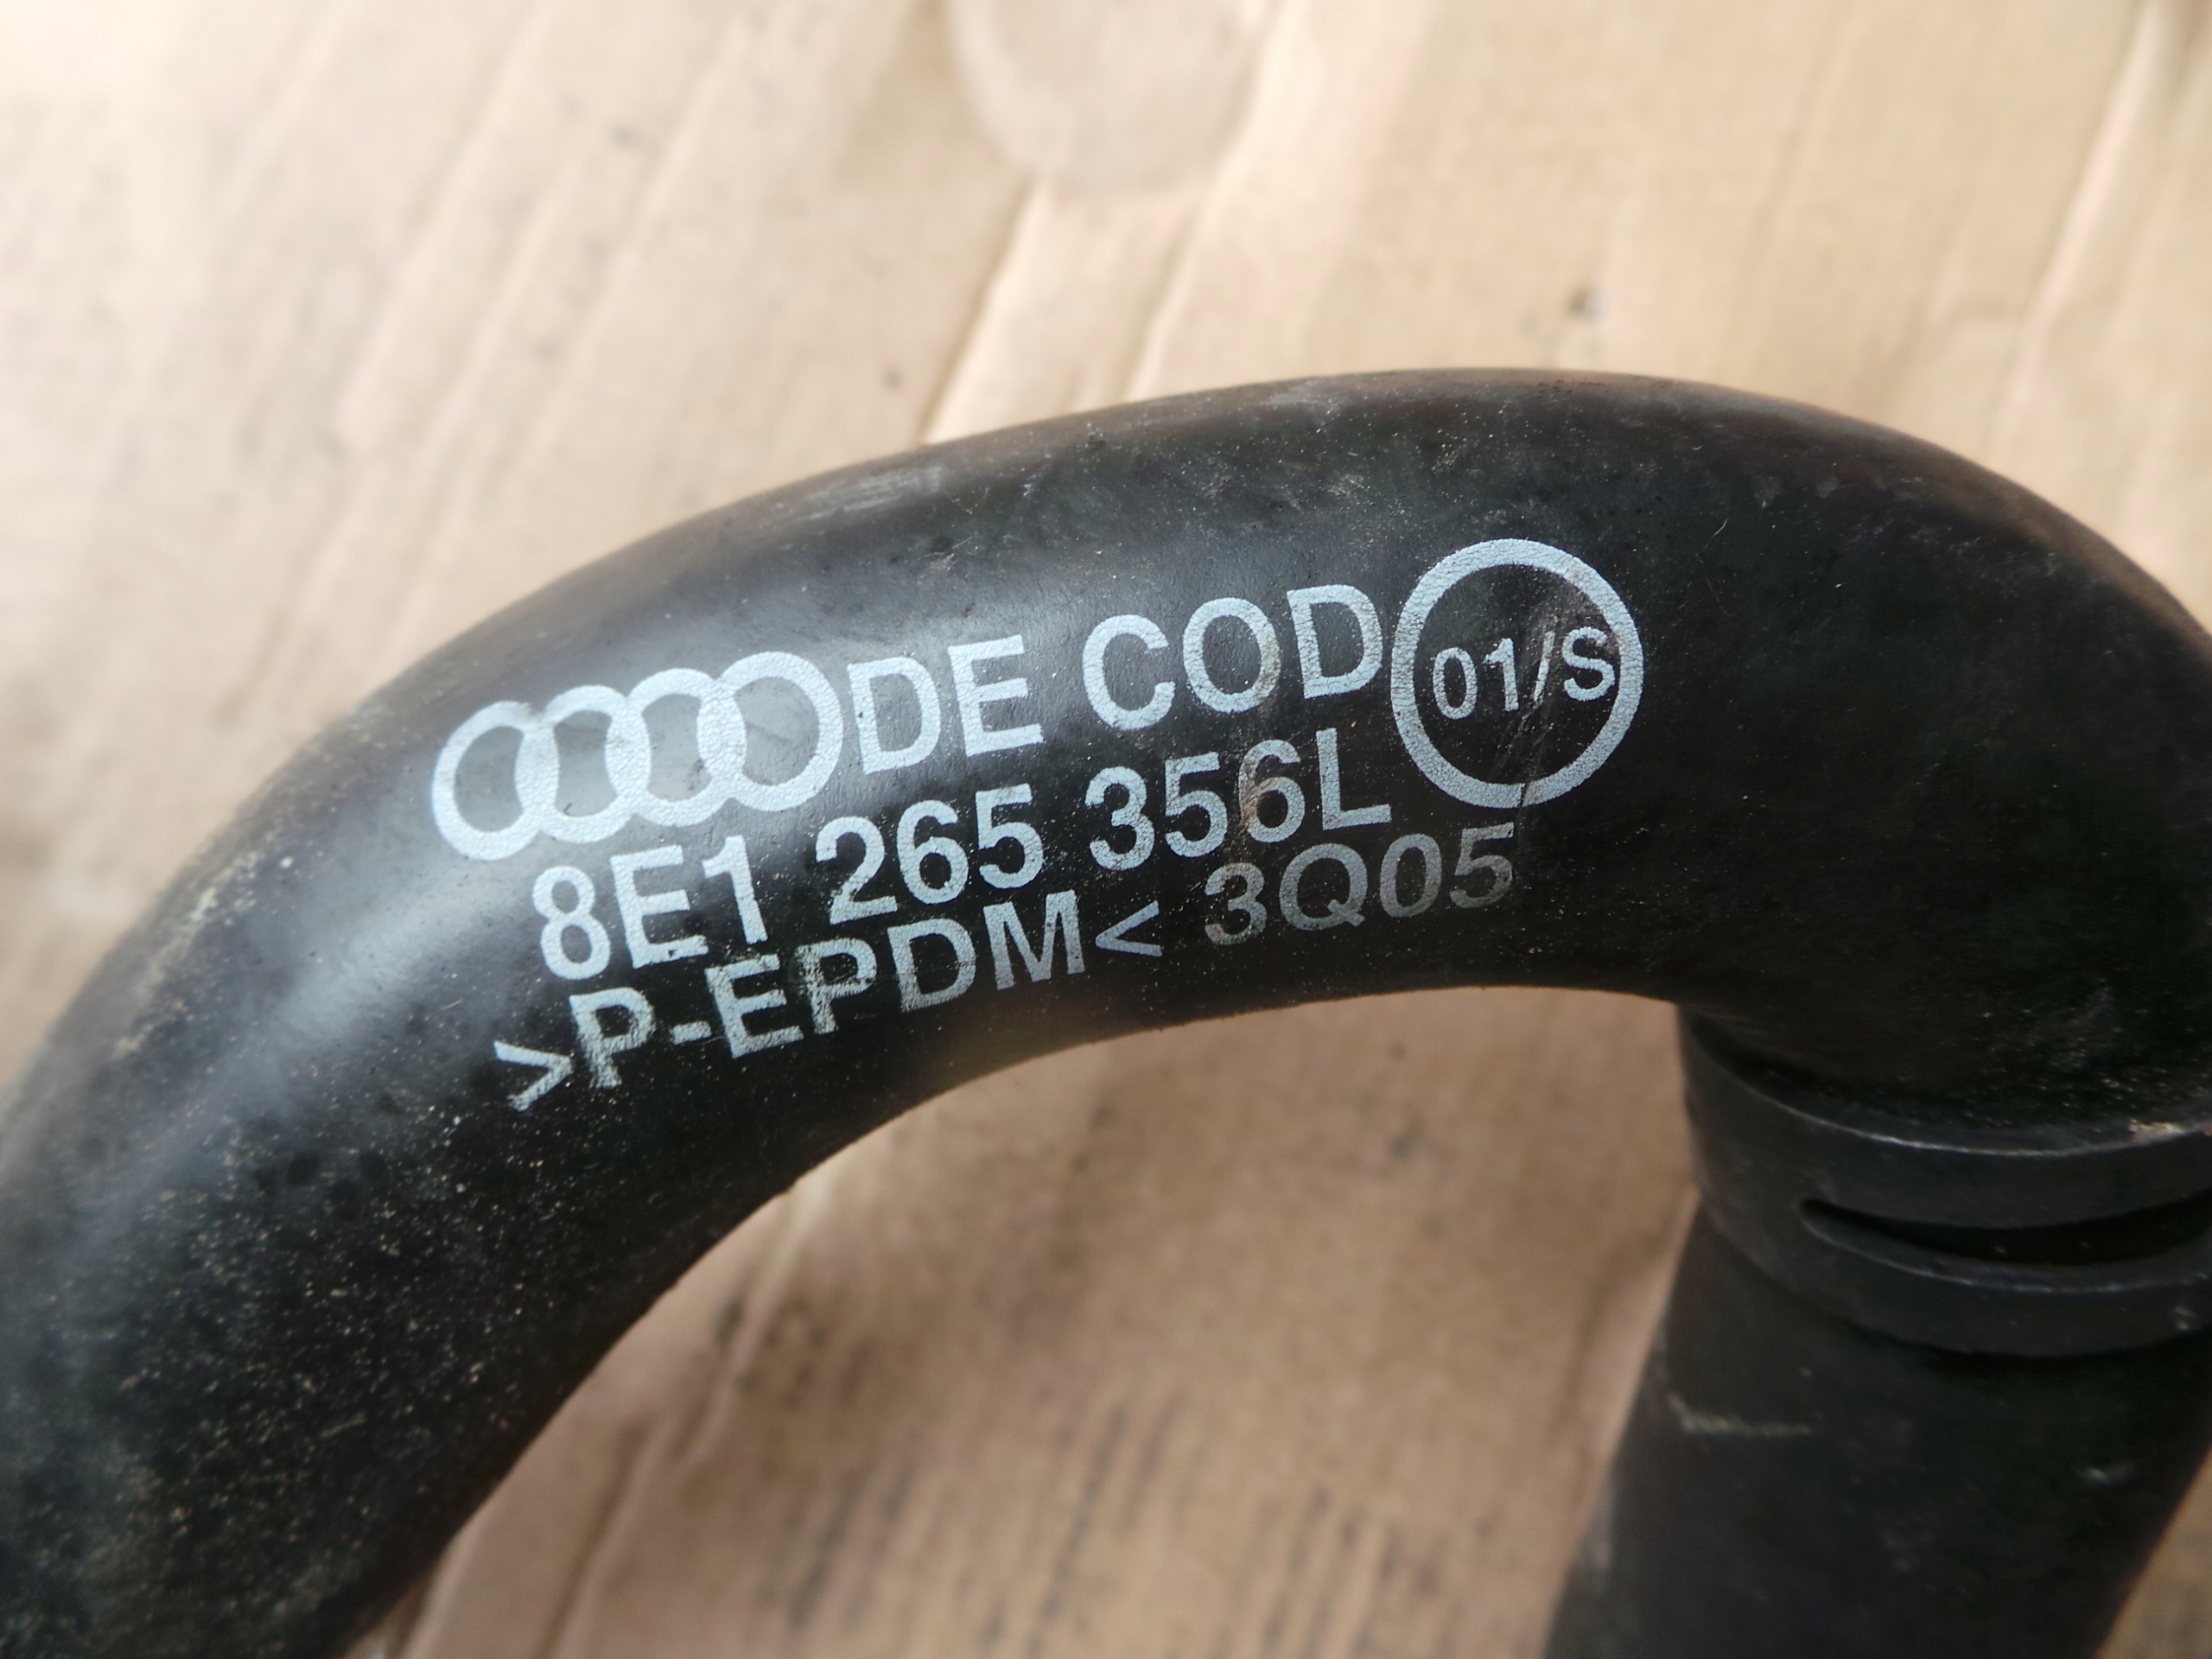 DE COD 01/S
8E1 265 356L
>P-EPDM< 3Q05